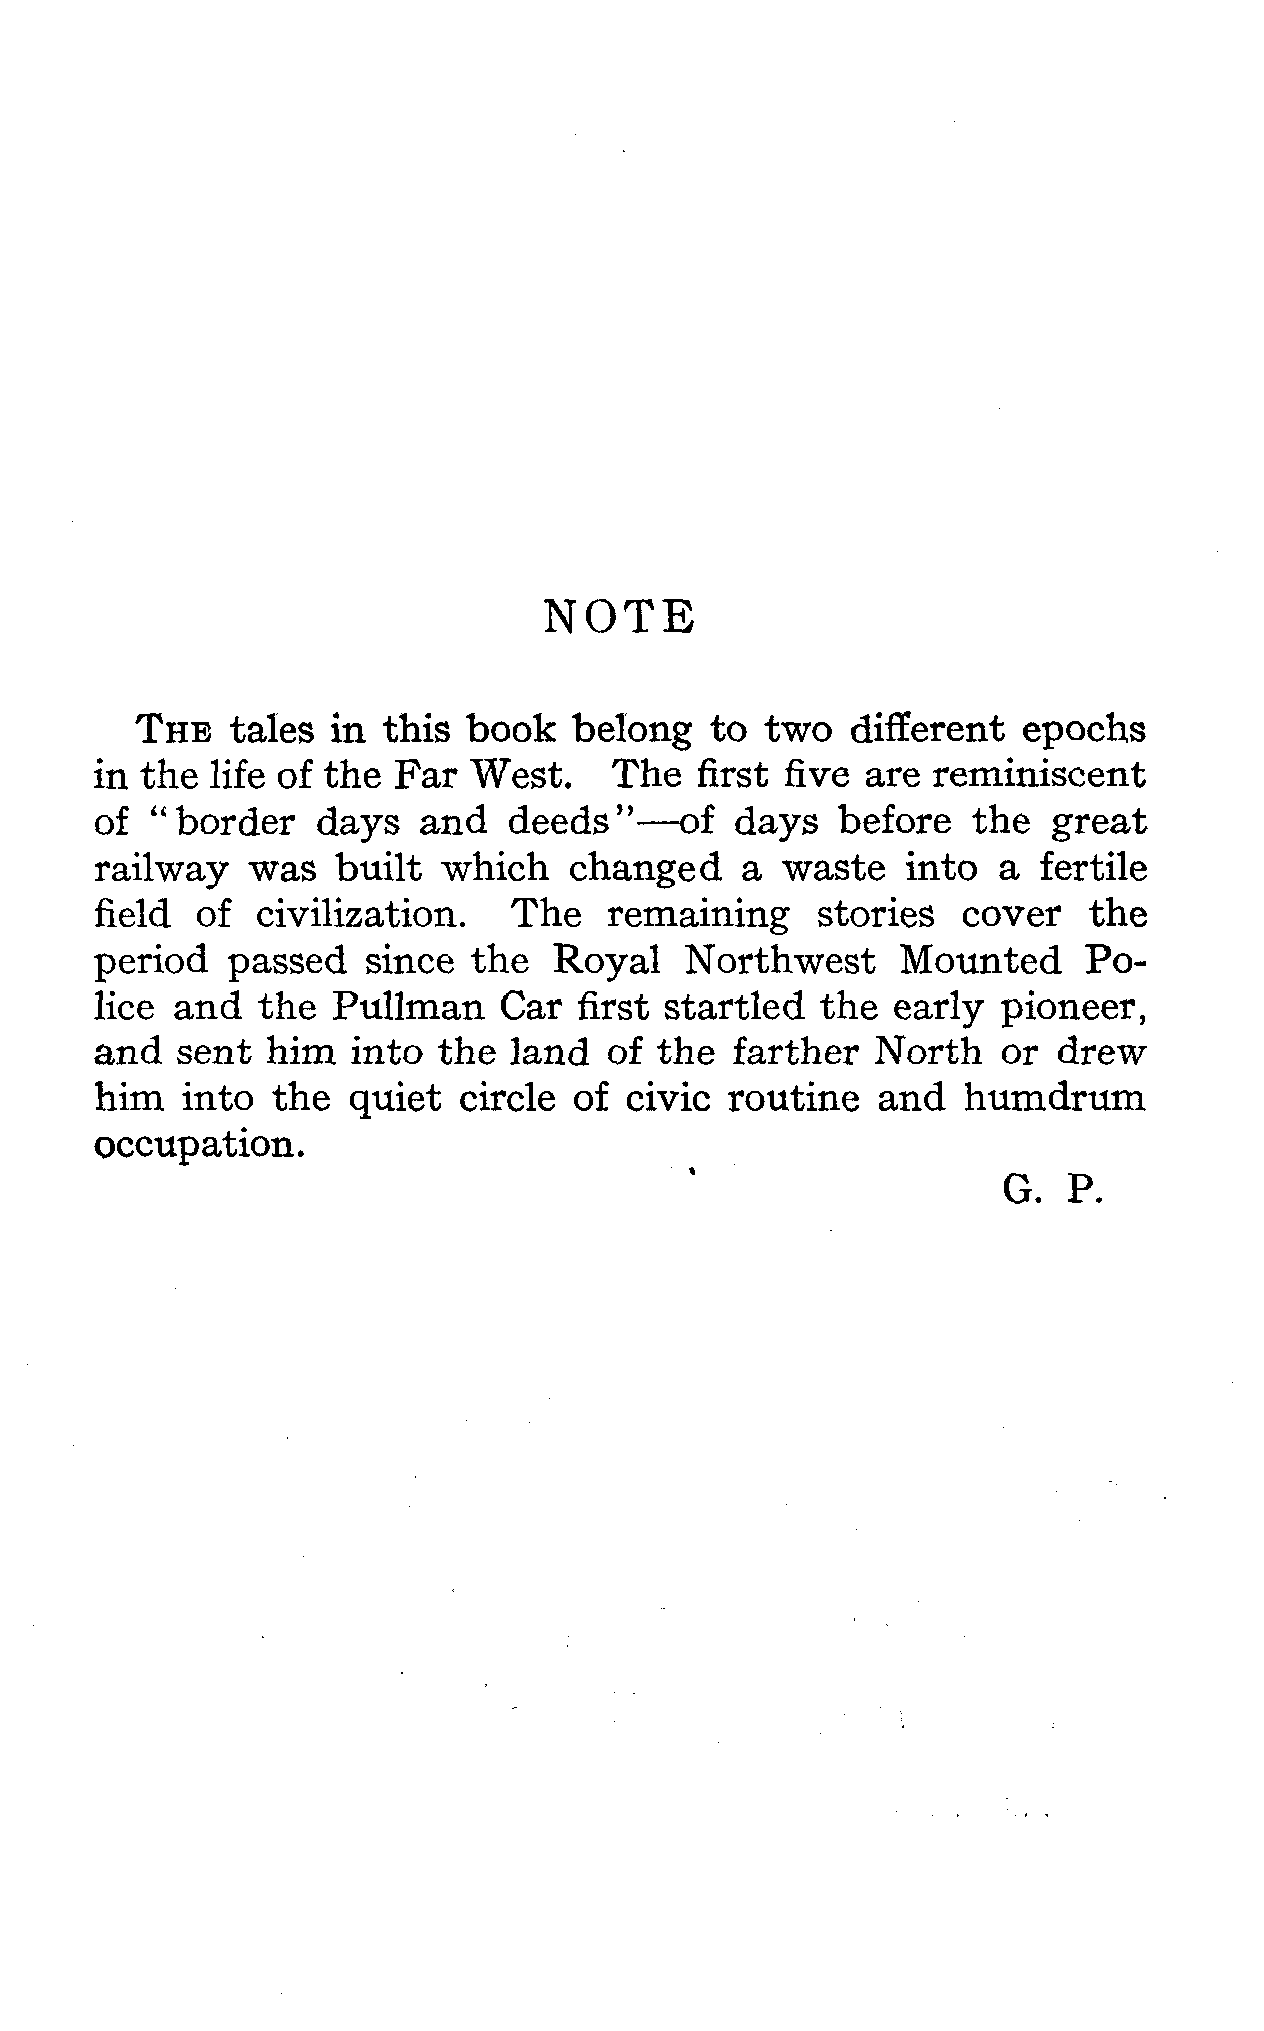 NOTE
THE tales in this book belong to two different epochs
in the life of the Far West. The first five are reminiscent
of "border days and deeds"—of days before the great
railway was built which changed a waste into a fertile
field of civilization. The remaining stories cover the
period passed since the Royal Northwest Mounted Po-
lice and the Pullman Car first startled the early pioneer,
and sent him into the land of the farther North or drew
him into the quiet circle of civic routine and humdrum
occupation.
G. P.